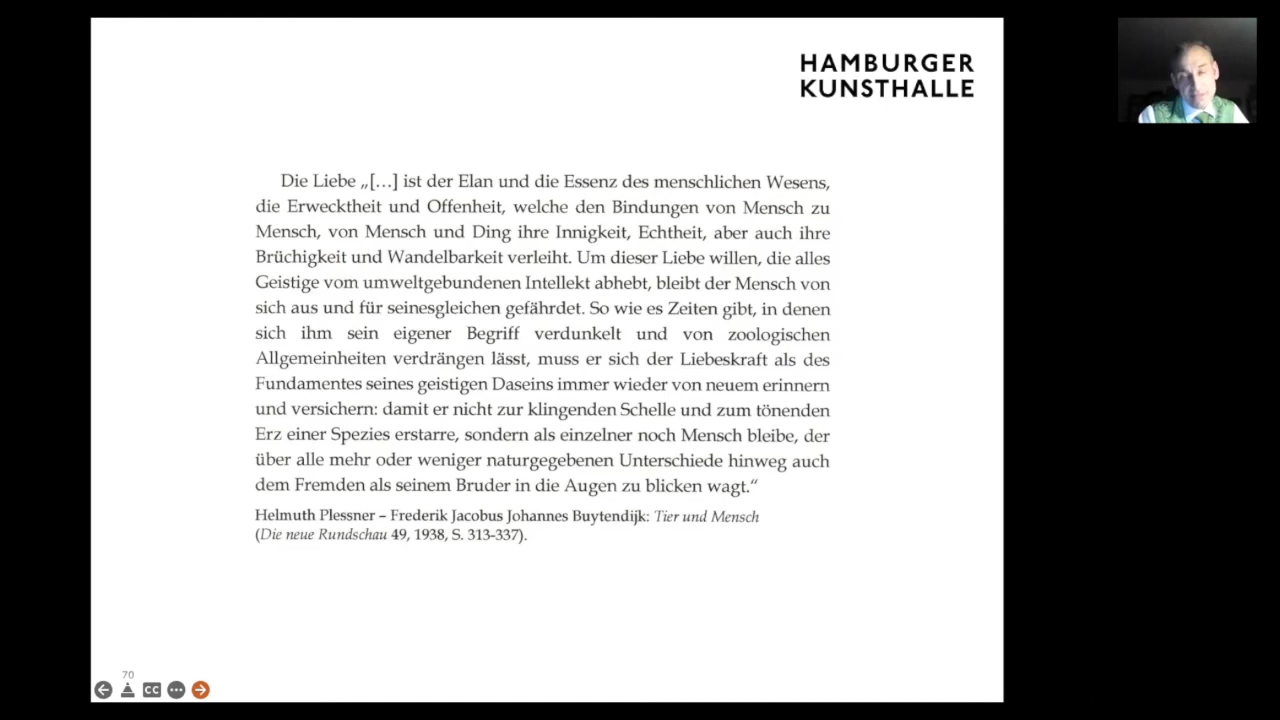 HAMBURGER
KUNSTHALLE
Die Liebe „[…] ist der Elan und die Essenz des menschlichen Wesens,
die Erwecktheit und Offenheit, welche den Bindungen von Mensch zu
Mensch, von Mensch und Ding ihre Innigkeit, Echtheit, aber auch ihre
Brüchigkeit und Wandelbarkeit verleiht. Um dieser Liebe willen, die alles
Geistige vom umweltgebundenen Intellekt abhebt, bleibt der Mensch von
sich aus und für seinesgleichen gefährdet. So wie es Zeiten gibt, in denen
sich ihm sein eigener Begriff verdunkelt und von zoologischen
Allgemeinheiten verdrängen lässt, muss er sich der Liebeskraft als des
Fundamentes seines geistigen Daseins immer wieder von neuem erinnern
und versichern: damit er nicht zur klingenden Schelle und zum tönenden
Erz einer Spezies erstarre, sondern als einzelner noch Mensch bleibe, der
über alle mehr oder weniger naturgegebenen Unterschiede hinweg auch
dem Fremden als seinem Bruder in die Augen zu blicken wagt.“
Helmuth Plessner – Frederik Jacobus Johannes Buytendijk: Tier und Mensch
(Die neue Rundschau 49, 1938, S. 313-337).
70
CC